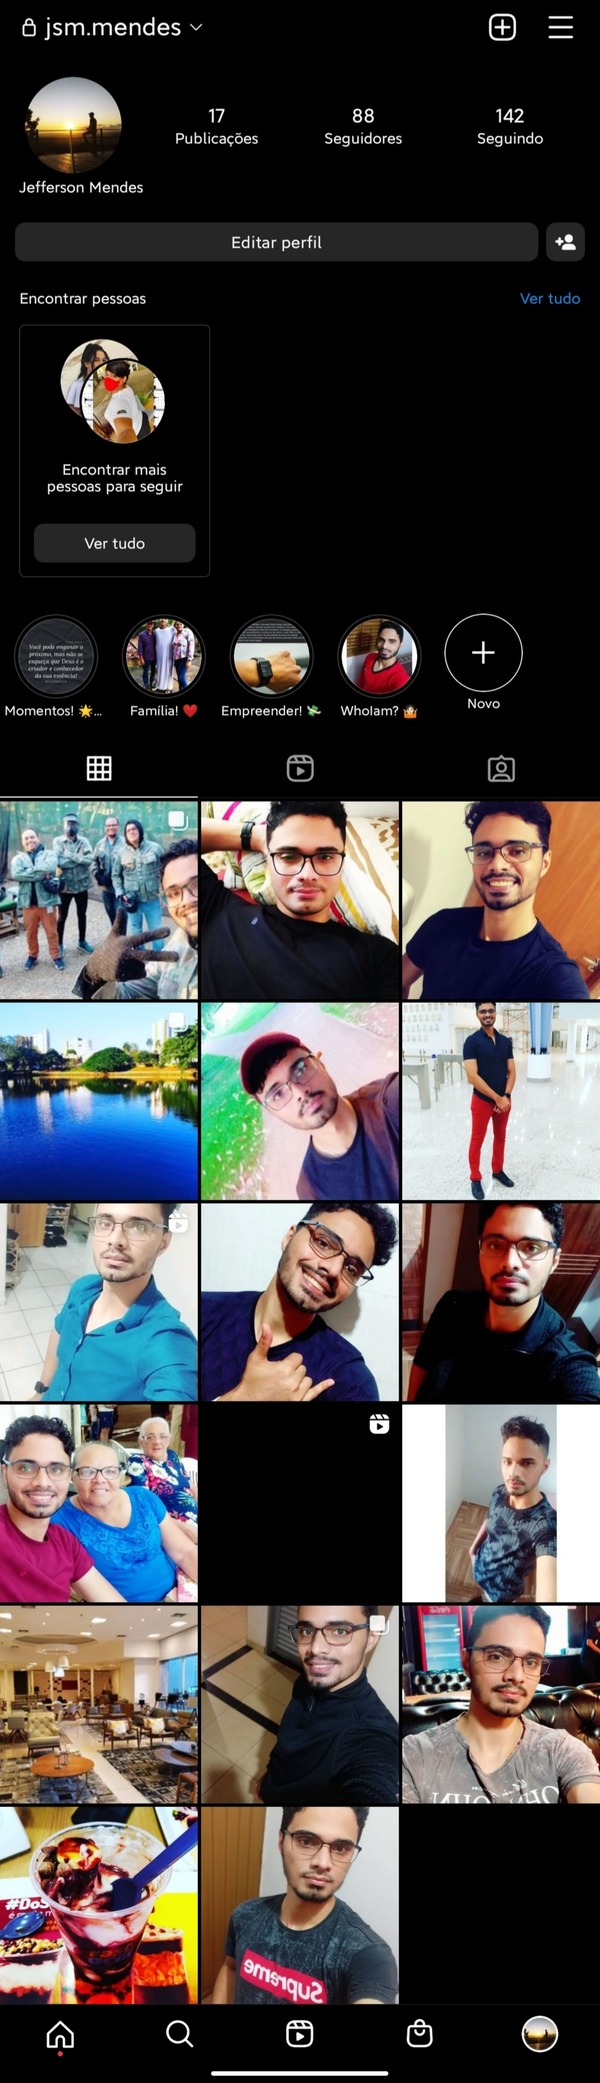 jsm.mendes
17
88
142
Publicações
Seguidores
Seguindo
Jefferson Mendes
Editar perfil
Encontrar pessoas
Ver tudo
Encontrar mais
pessoas para seguir
Ver tudo
Você pode enganar o
próximo, mas não se
esqueça que Deus é o
criador e conhecedor
da sua essência!
Momentos! 🌟...
Família! ❤️
Empreender! 💸
WhoIam? 🤷
Novo
#DoS
Supreme